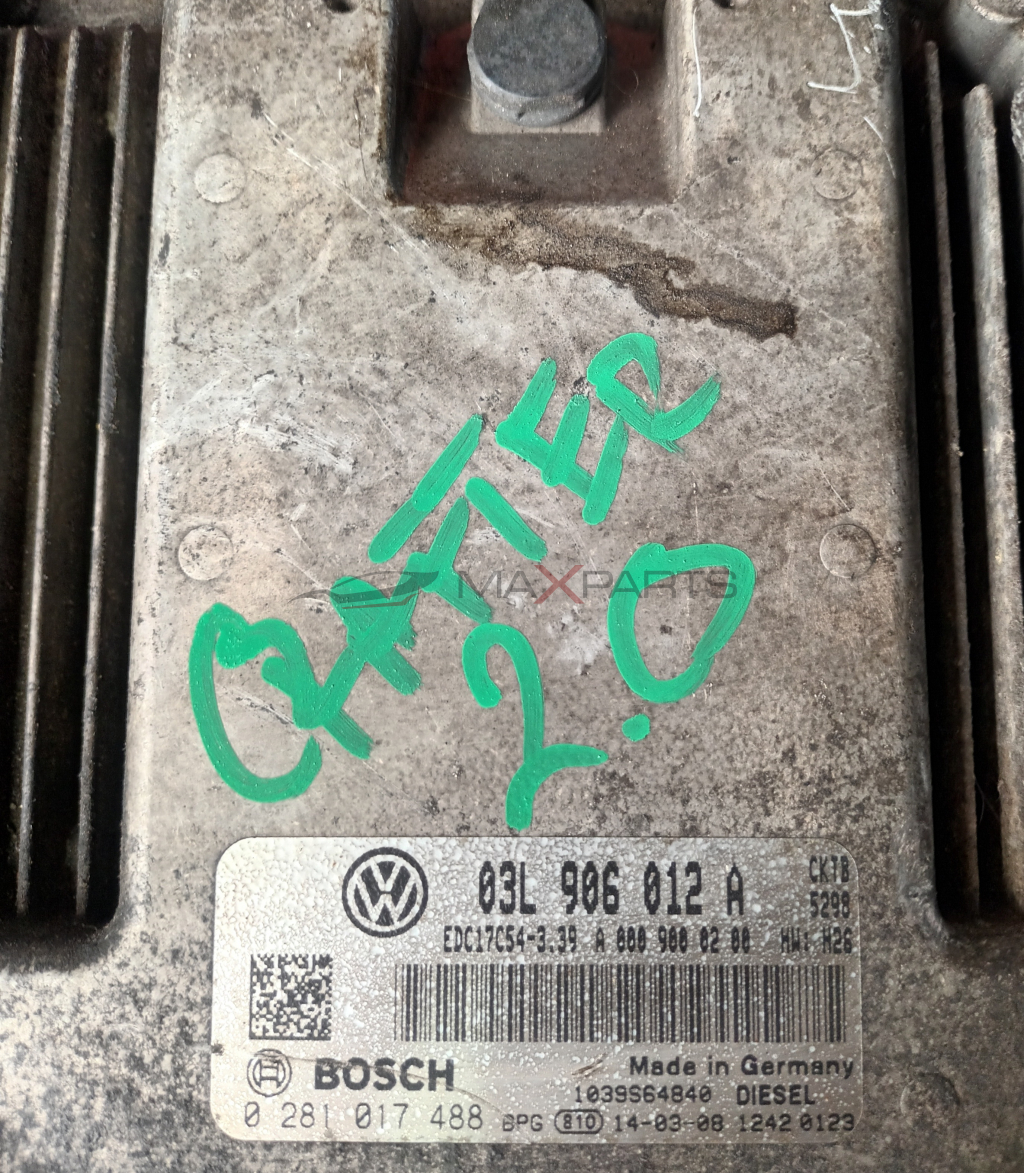 CRAFTER
MAXPARTS
2.0
03L 906 012 A
CKTB
5298
EDC17C54-3.39 A 000 900 02 00 HW: H26
BOSCH
Made in Germany
1039S64840 DIESEL
0 281 017 488 BPG 810 14-03-08 1242 0123